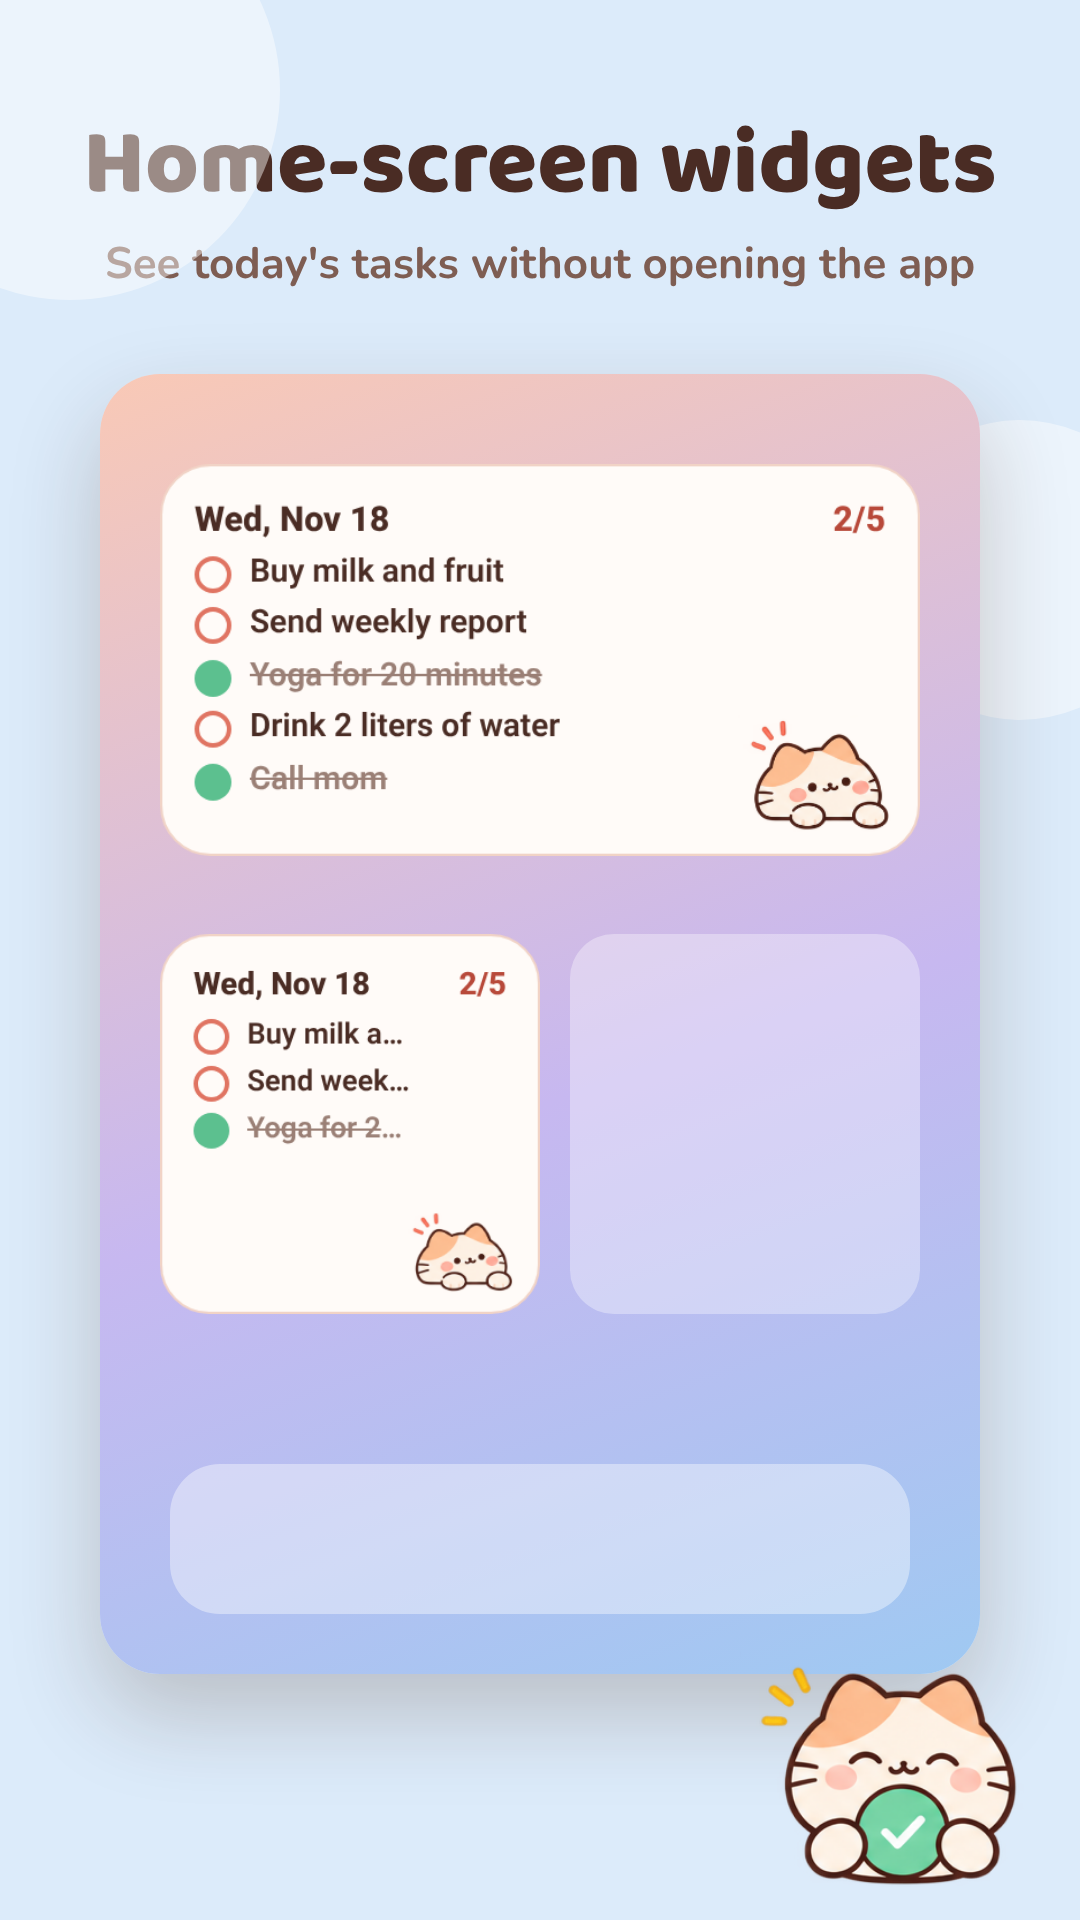 Home-screen widgets
See today's tasks without opening the app
Wed, Nov 18 2/5
Buy milk and fruit
Send weekly report
Yoga for 20 minutes
Drink 2 liters of water
Call mom
Wed, Nov 18 2/5
Buy milk a...
Send week...
Yoga for 2...